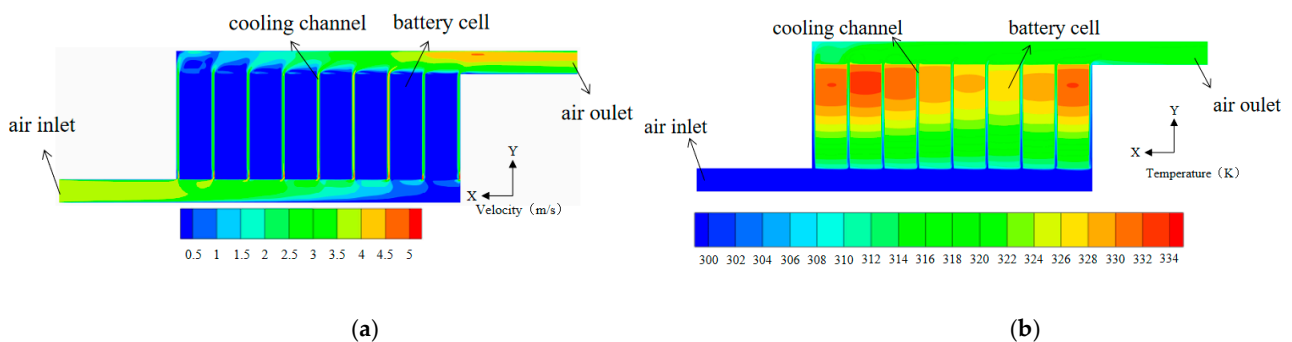 cooling channel
battery cell
air inlet
air oulet
Y
X
Velocity（m/s）
0.5 1 1.5 2 2.5 3 3.5 4 4.5 5
(a)
cooling channel
battery cell
air inlet
air oulet
Y
X
Temperature（K）
300 302 304 306 308 310 312 314 316 318 320 322 324 326 328 330 332 334
(b)